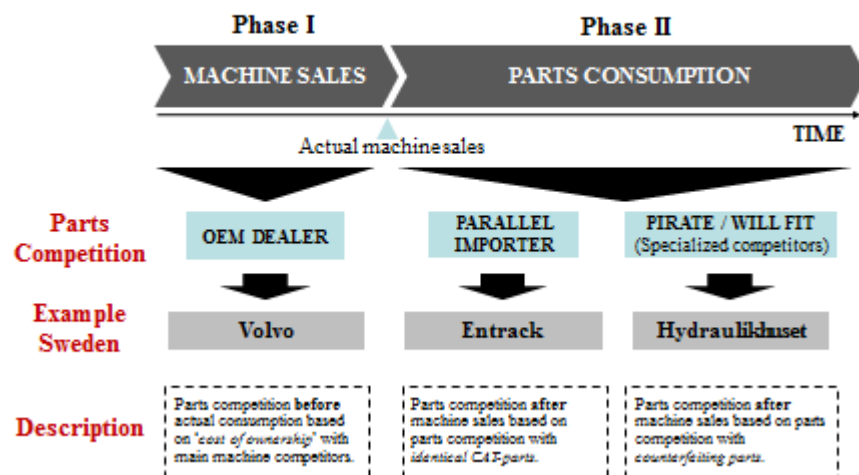 Phase I
Phase II
MACHINE SALES
PARTS CONSUMPTION
TIME
Actual machine sales
Parts
Competition
OEM DEALER
PARALLEL
IMPORTER
PIRATE / WILL FIT
(Specialized competitors)
Example
Sweden
Volvo
Entrack
Hydraulikhuset
Description
Parts competition before
actual consumption based
on "cost of ownership" with
main machine competitors.
Parts competition after
machine sales based on
parts competition with
identical CAT-parts.
Parts competition after
machine sales based on parts
competition with
counterfeiting parts.